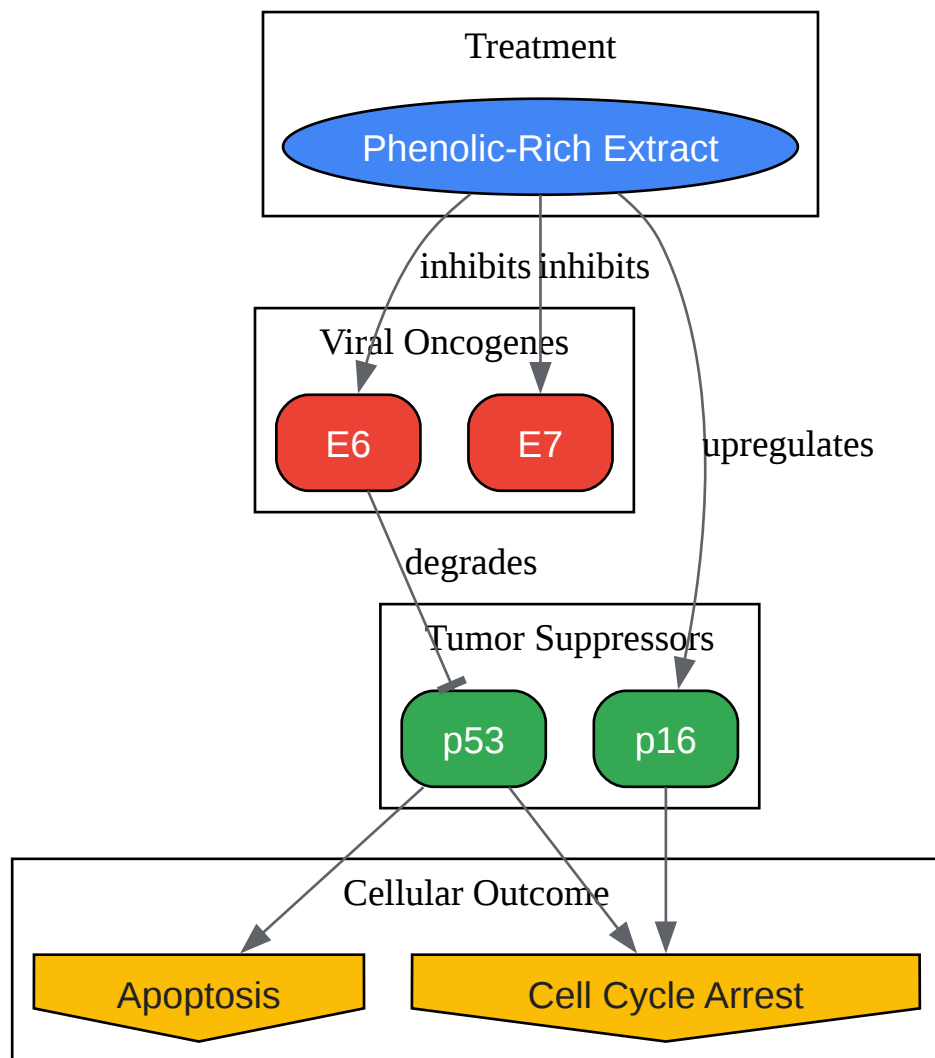 Treatment
Phenolic-Rich Extract
inhibits
inhibits
Viral Oncogenes
E6
E7
upregulates
degrades
Tumor Suppressors
p53
p16
Cellular Outcome
Apoptosis
Cell Cycle Arrest